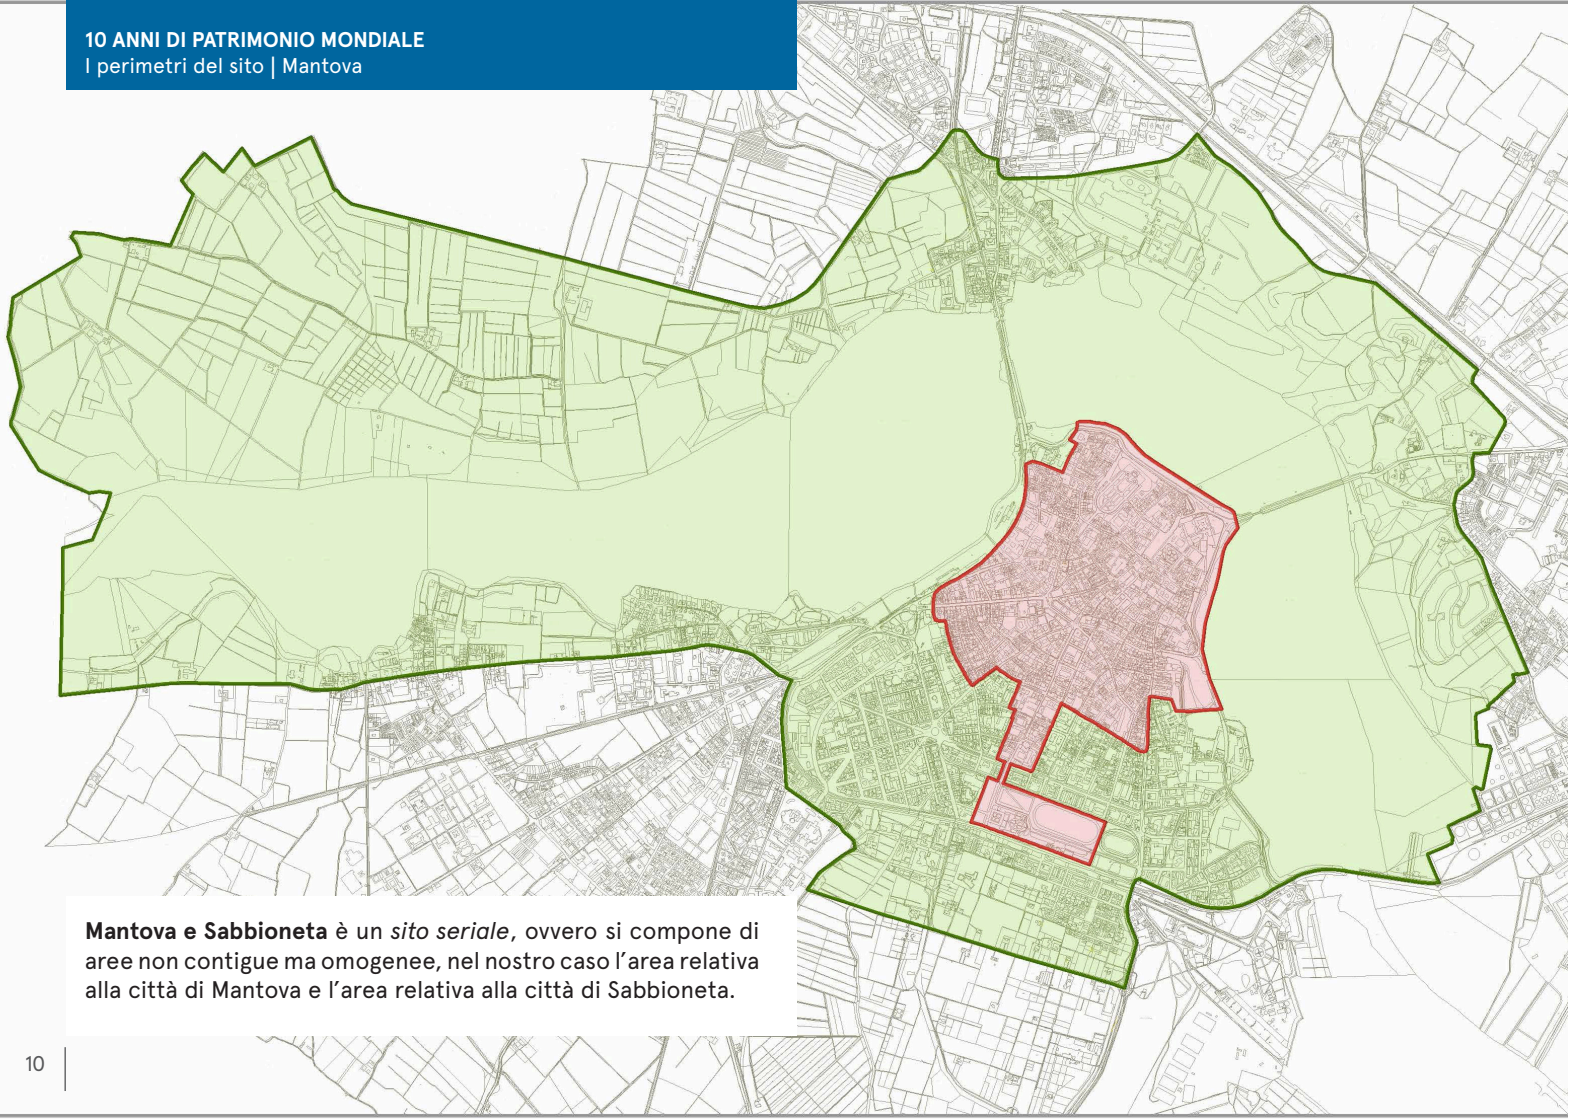 10 ANNI DI PATRIMONIO MONDIALE
I perimetri del sito | Mantova
Mantova e Sabbioneta è un sito seriale, ovvero si compone di
aree non contigue ma omogenee, nel nostro caso l'area relativa
alla città di Mantova e l'area relativa alla città di Sabbioneta.
10